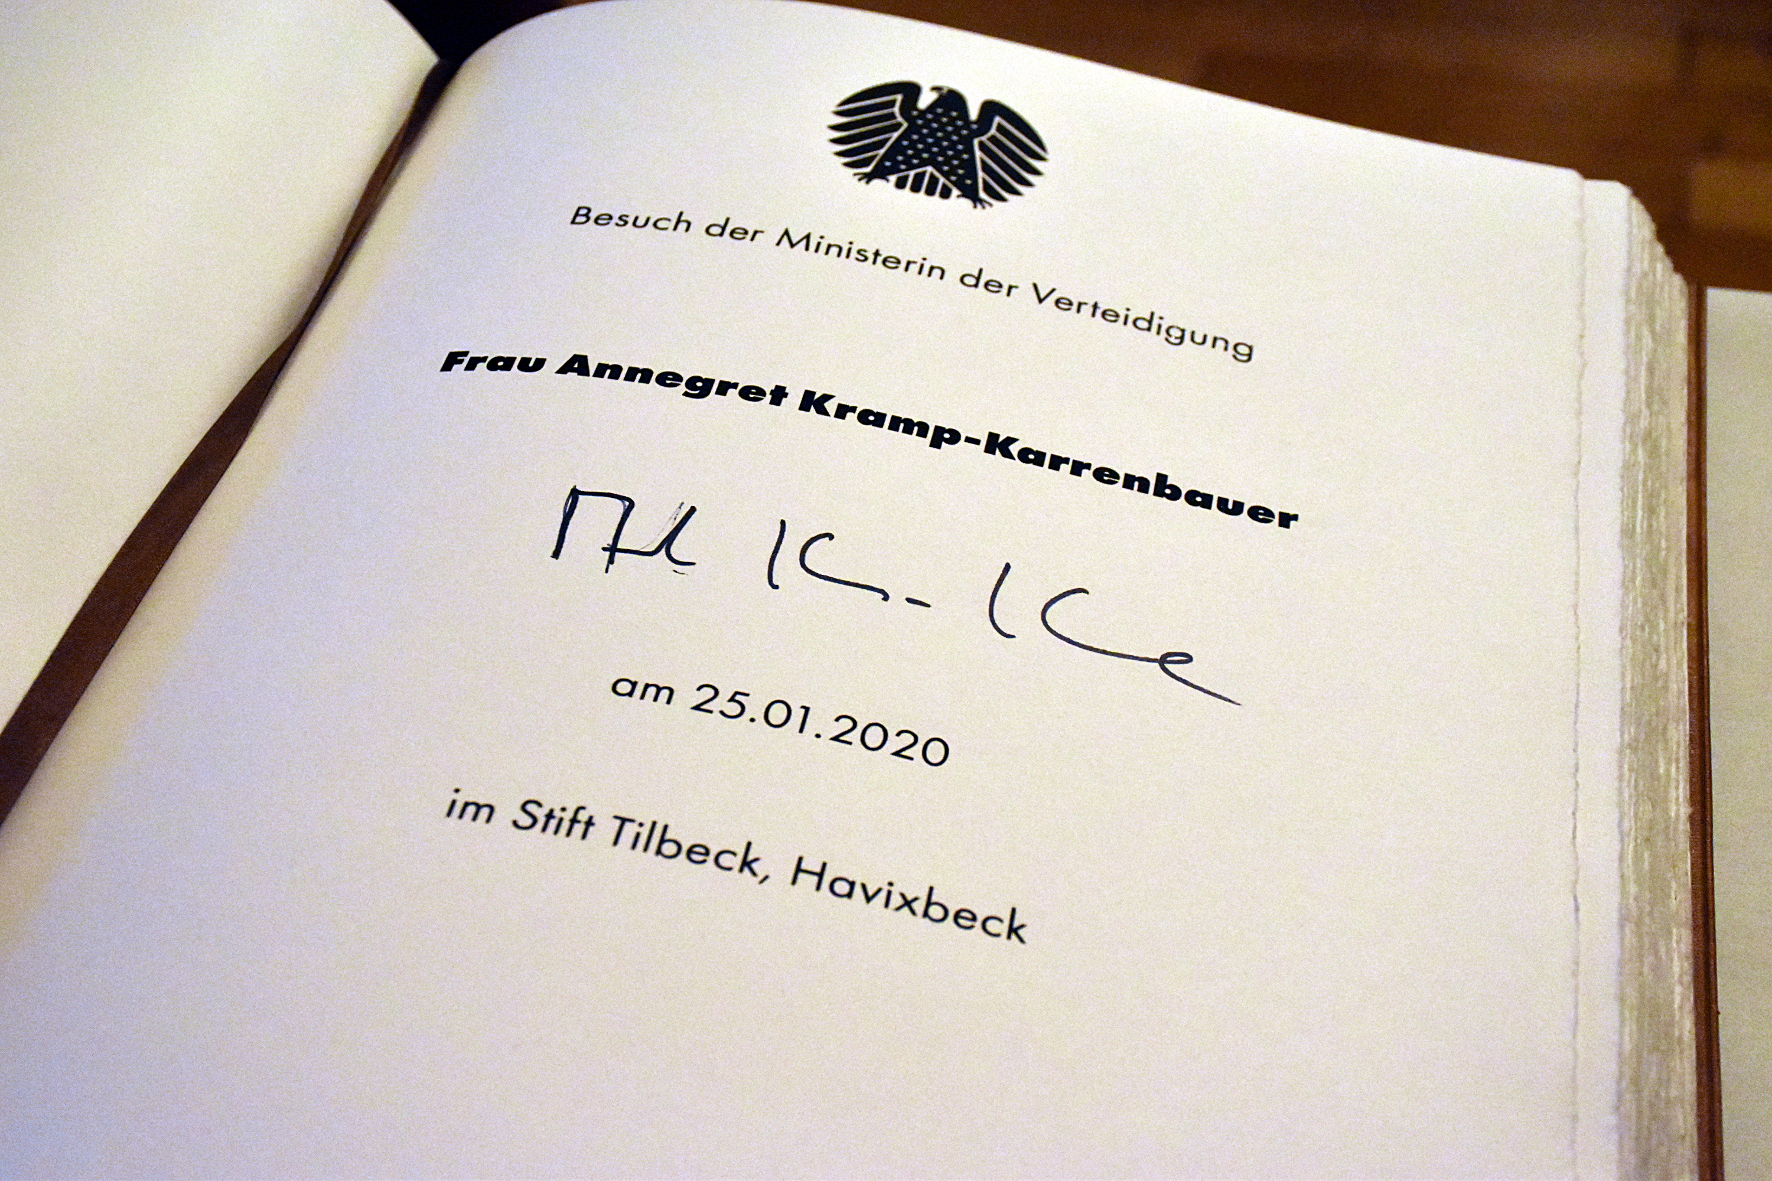 Besuch der Ministerin der Verteidigung
Frau Annegret Kramp-Karrenbauer
am 25.01.2020
im Stift Tilbeck, Havixbeck